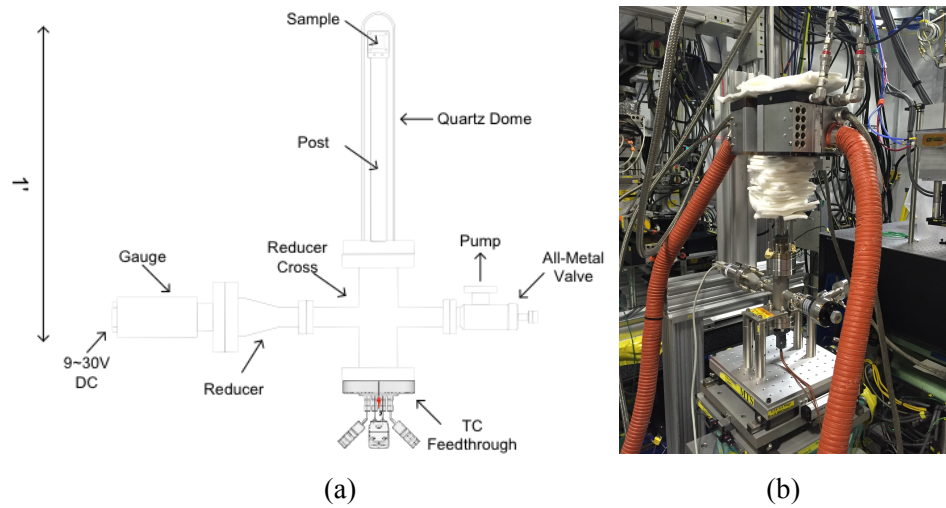 Sample
Quartz Dome
Post
1'
Reducer
Cross
Pump
Gauge
All-Metal
Valve
9~30V
DC
Reducer
TC
Feedthrough
(a)
(b)